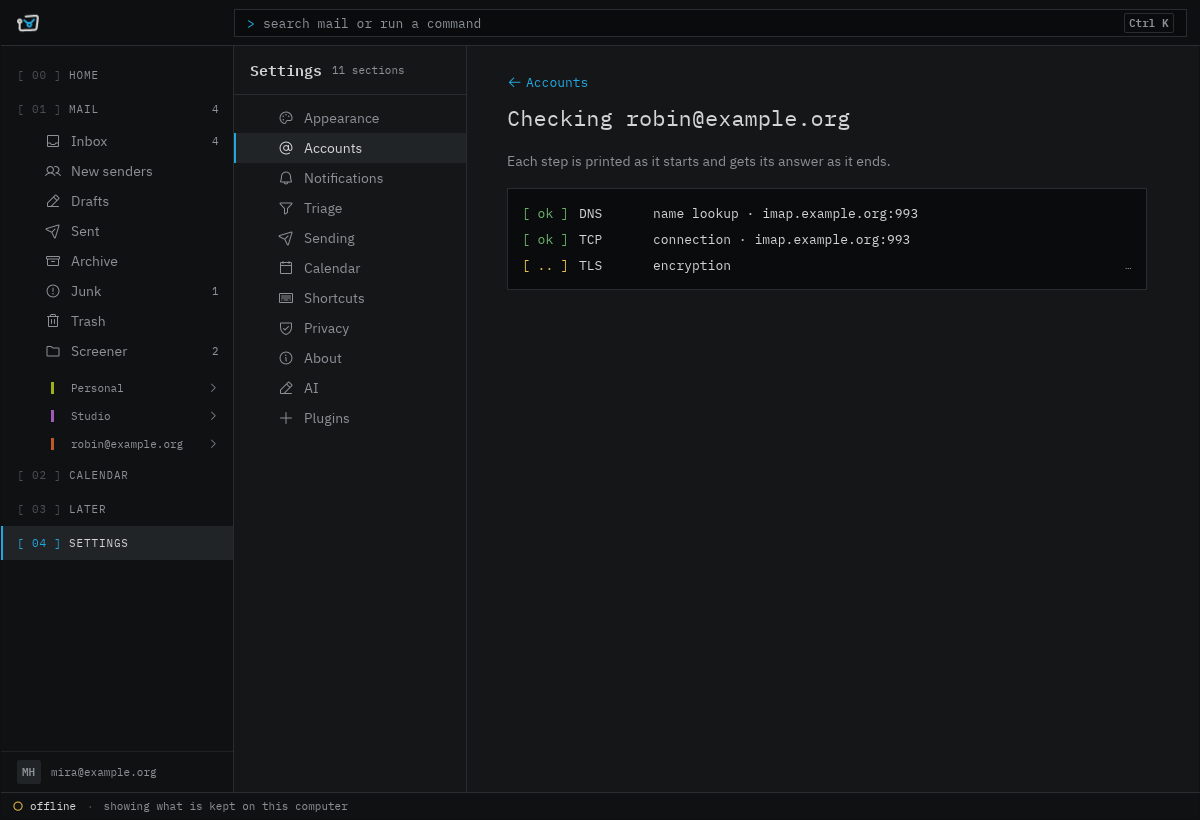 > search mail or run a command Ctrl K
[ 00 ] HOME
[ 01 ] MAIL 4
Inbox 4
New senders
Drafts
Sent
Archive
Junk 1
Trash
Screener 2
Personal
Studio
robin@example.org
[ 02 ] CALENDAR
[ 03 ] LATER
[ 04 ] SETTINGS
MH mira@example.org
Settings 11 sections
Appearance
Accounts
Notifications
Triage
Sending
Calendar
Shortcuts
Privacy
About
AI
Plugins
← Accounts
Checking robin@example.org
Each step is printed as it starts and gets its answer as it ends.
[ ok ] DNS name lookup · imap.example.org:993
[ ok ] TCP connection · imap.example.org:993
[ .. ] TLS encryption …
offline · showing what is kept on this computer